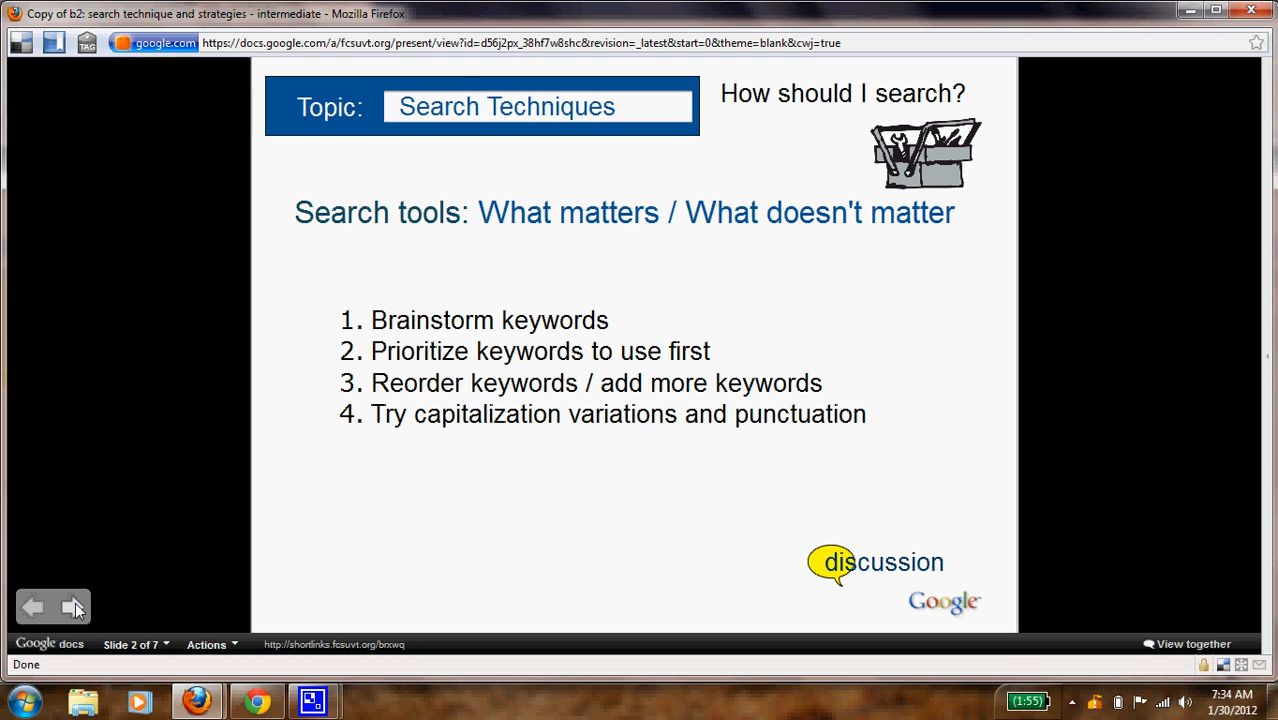 Copy of b2: search technique and strategies - intermediate - Mozilla Firefox
TAG
google.com https://docs.google.com/a/fcsuvt.org/present/view?id=d56j2px_38hf7w8shc&revision=_latest&start=0&theme=blank&cwj=true
Topic: Search Techniques
How should I search?
Search tools: What matters / What doesn't matter
1. Brainstorm keywords
2. Prioritize keywords to use first
3. Reorder keywords / add more keywords
4. Try capitalization variations and punctuation
discussion
Google™
Google docs Slide 2 of 7 Actions http://shortlinks.fcsuvt.org/brxwq View together
Done
(1:55)
7:34 AM
1/30/2012